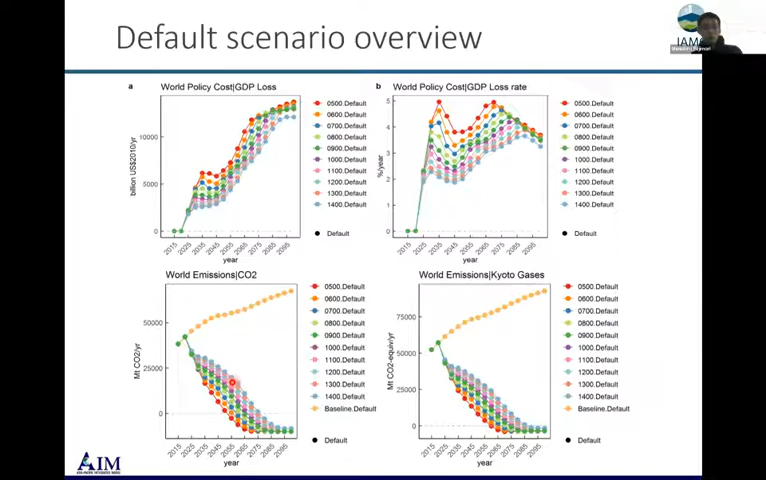 Default scenario overview
IAMC
a
World Policy Cost|GDP Loss
billion US$2010/yr
10000
5000
0
2015
2025
2035
2045
2055
2065
2075
2085
2095
year
0500.Default
0600.Default
0700.Default
0800.Default
0900.Default
1000.Default
1100.Default
1200.Default
1300.Default
1400.Default
Default
b
World Policy Cost|GDP Loss rate
%/year
5
4
3
2
1
0
2015
2025
2035
2045
2055
2065
2075
2085
2095
year
0500.Default
0600.Default
0700.Default
0800.Default
0900.Default
1000.Default
1100.Default
1200.Default
1300.Default
1400.Default
Default
World Emissions|CO2
Mt CO2/yr
50000
25000
0
2015
2025
2035
2045
2055
2065
2075
2085
2095
year
0500.Default
0600.Default
0700.Default
0800.Default
0900.Default
1000.Default
1100.Default
1200.Default
1300.Default
1400.Default
Baseline.Default
Default
World Emissions|Kyoto Gases
Mt CO2-equiv/yr
75000
50000
25000
0
2015
2025
2035
2045
2055
2065
2075
2085
2095
year
0500.Default
0600.Default
0700.Default
0800.Default
0900.Default
1000.Default
1100.Default
1200.Default
1300.Default
1400.Default
Baseline.Default
Default
AIM